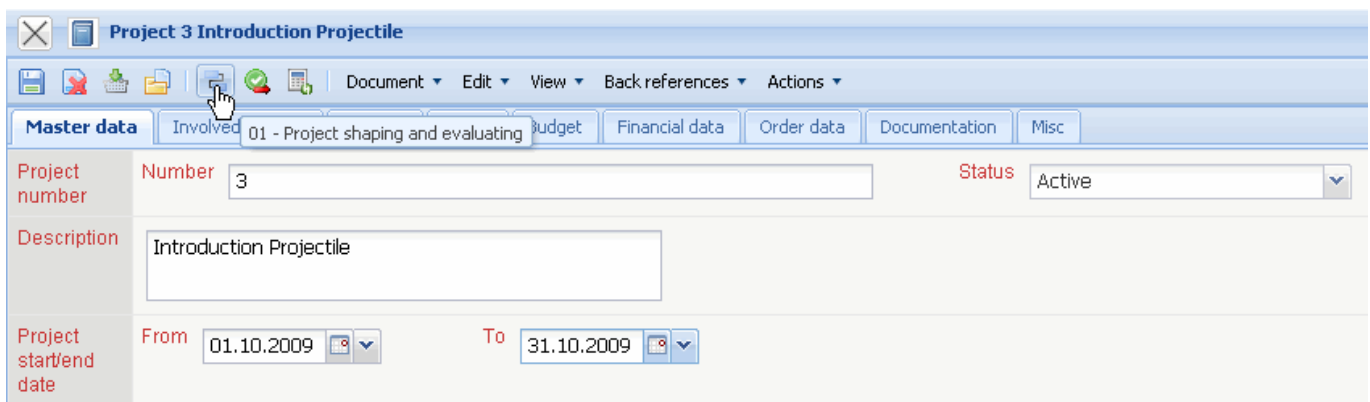 Project 3 Introduction Projectile
Document Edit View Back references Actions
Master data Involved Budget Financial data Order data Documentation Misc
01 - Project shaping and evaluating
Project number Number 3 Status Active
Description Introduction Projectile
Project start/end date From 01.10.2009 To 31.10.2009